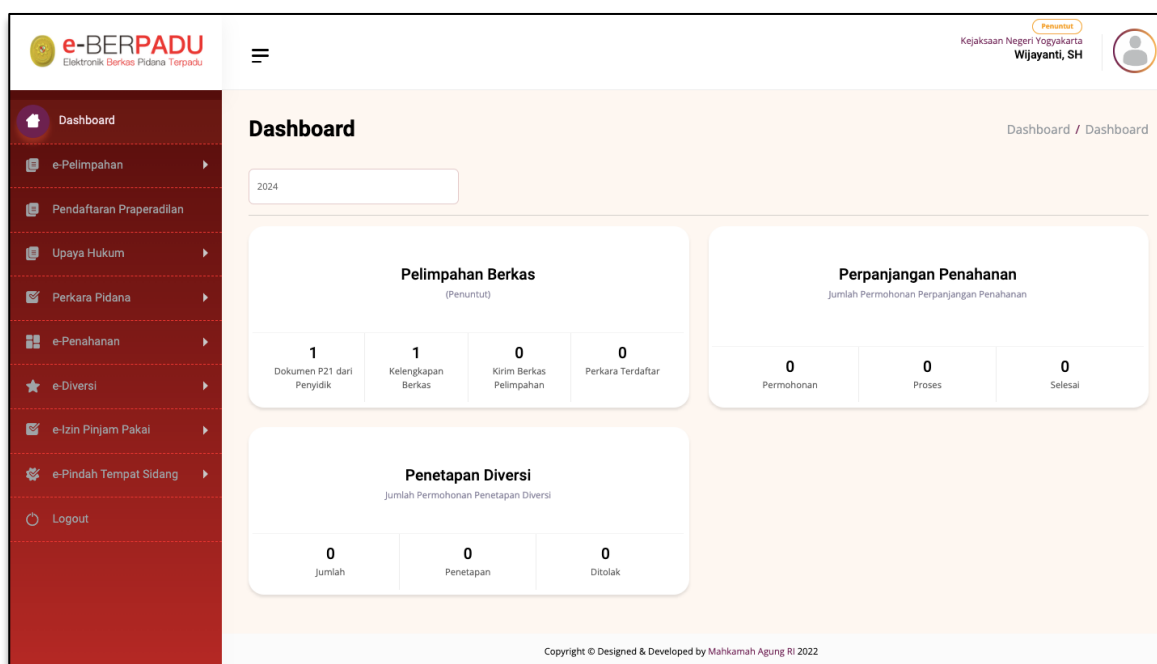 e-BERPADU
Elektronik Berkas Pidana Terpadu
Penuntut
Kejaksaan Negeri Yogyakarta
Wijayanti, SH
Dashboard
e-Pelimpahan
Pendaftaran Praperadilan
Upaya Hukum
Perkara Pidana
e-Penahanan
e-Diversi
e-Izin Pinjam Pakai
e-Pindah Tempat Sidang
Logout
Dashboard
Dashboard / Dashboard
2024
Pelimpahan Berkas
(Penuntut)
1
Dokumen P21 dari
Penyidik
1
Kelengkapan
Berkas
0
Kirim Berkas
Pelimpahan
0
Perkara Terdaftar
Perpanjangan Penahanan
Jumlah Permohonan Perpanjangan Penahanan
0
Permohonan
0
Proses
0
Selesai
Penetapan Diversi
Jumlah Permohonan Penetapan Diversi
0
Jumlah
0
Penetapan
0
Ditolak
Copyright © Designed & Developed by Mahkamah Agung RI 2022